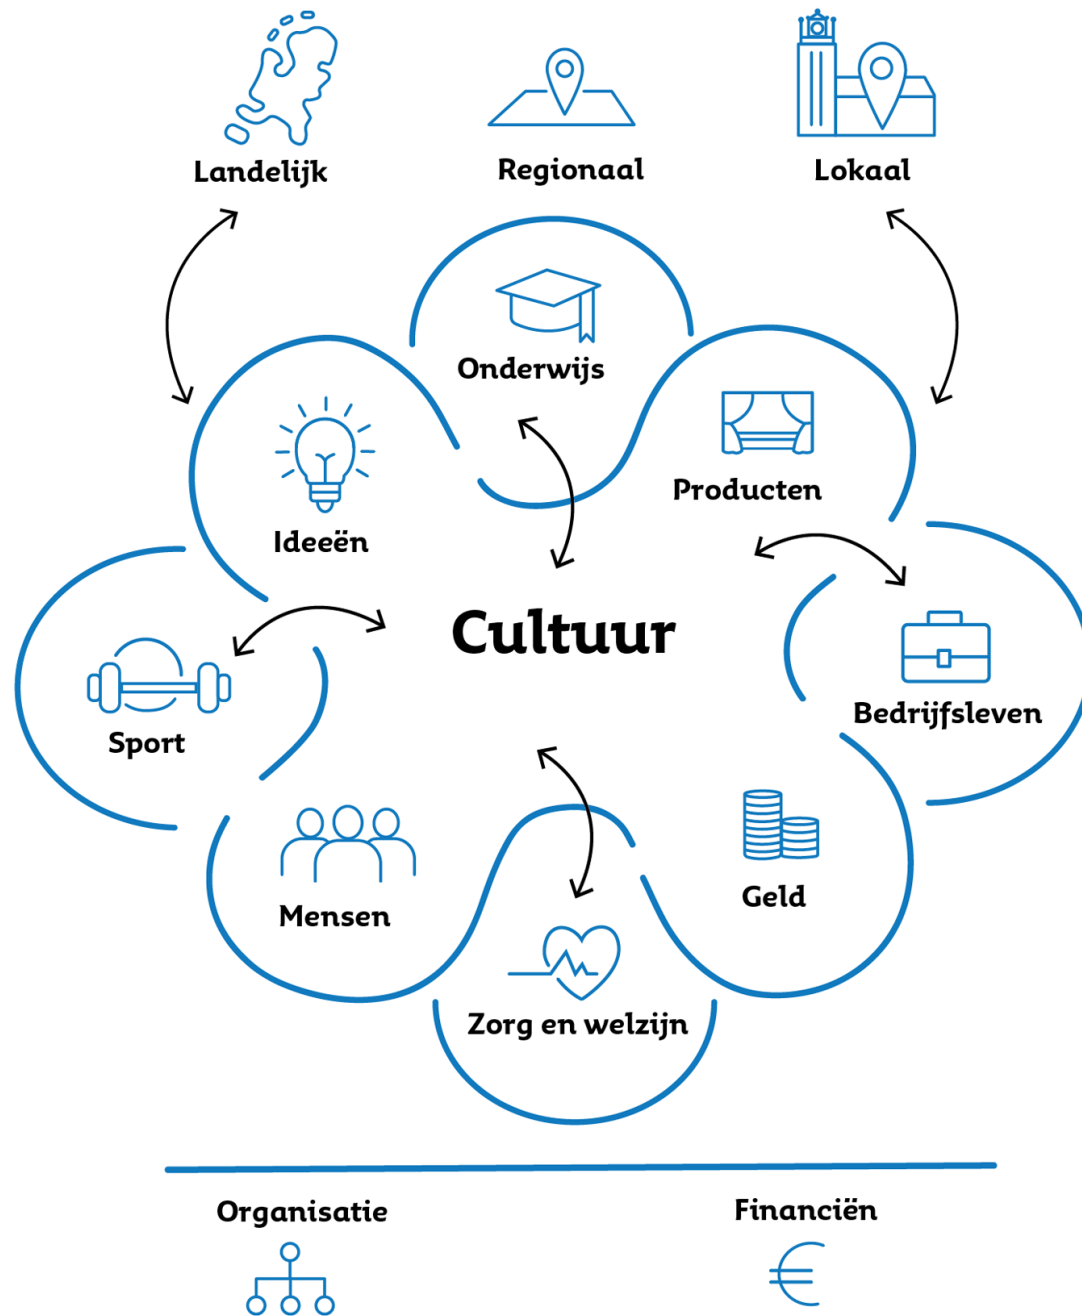 Landelijk
Regionaal
Lokaal
Onderwijs
Producten
Ideeën
Cultuur
Sport
Bedrijfsleven
Mensen
Geld
Zorg en welzijn
Organisatie
Financiën